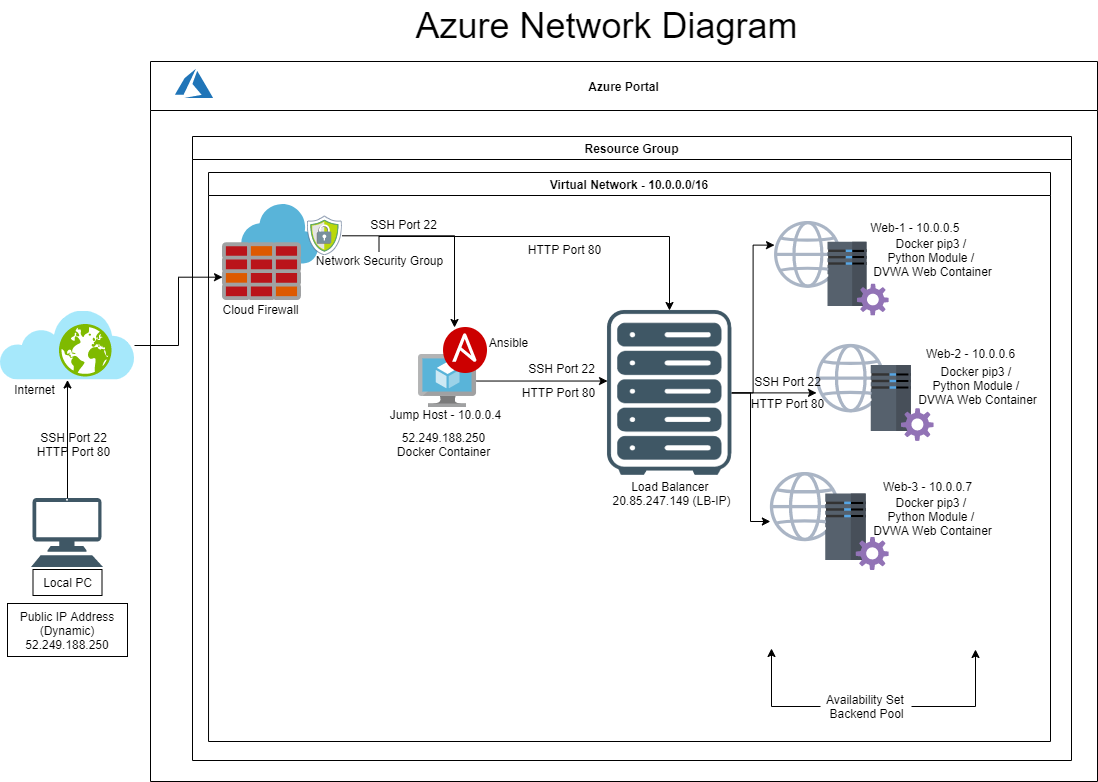 Azure Network Diagram
Azure Portal
Resource Group
Virtual Network - 10.0.0.0/16
SSH Port 22
HTTP Port 80
Network Security Group
Cloud Firewall
Internet
SSH Port 22
HTTP Port 80
Local PC
Public IP Address
(Dynamic)
52.249.188.250
Ansible
Jump Host - 10.0.0.4
52.249.188.250
Docker Container
SSH Port 22
HTTP Port 80
Load Balancer
20.85.247.149 (LB-IP)
SSH Port 22
HTTP Port 80
Web-1 - 10.0.0.5
Docker pip3 /
Python Module /
DVWA Web Container
Web-2 - 10.0.0.6
Docker pip3 /
Python Module /
DVWA Web Container
Web-3 - 10.0.0.7
Docker pip3 /
Python Module /
DVWA Web Container
Availability Set
Backend Pool